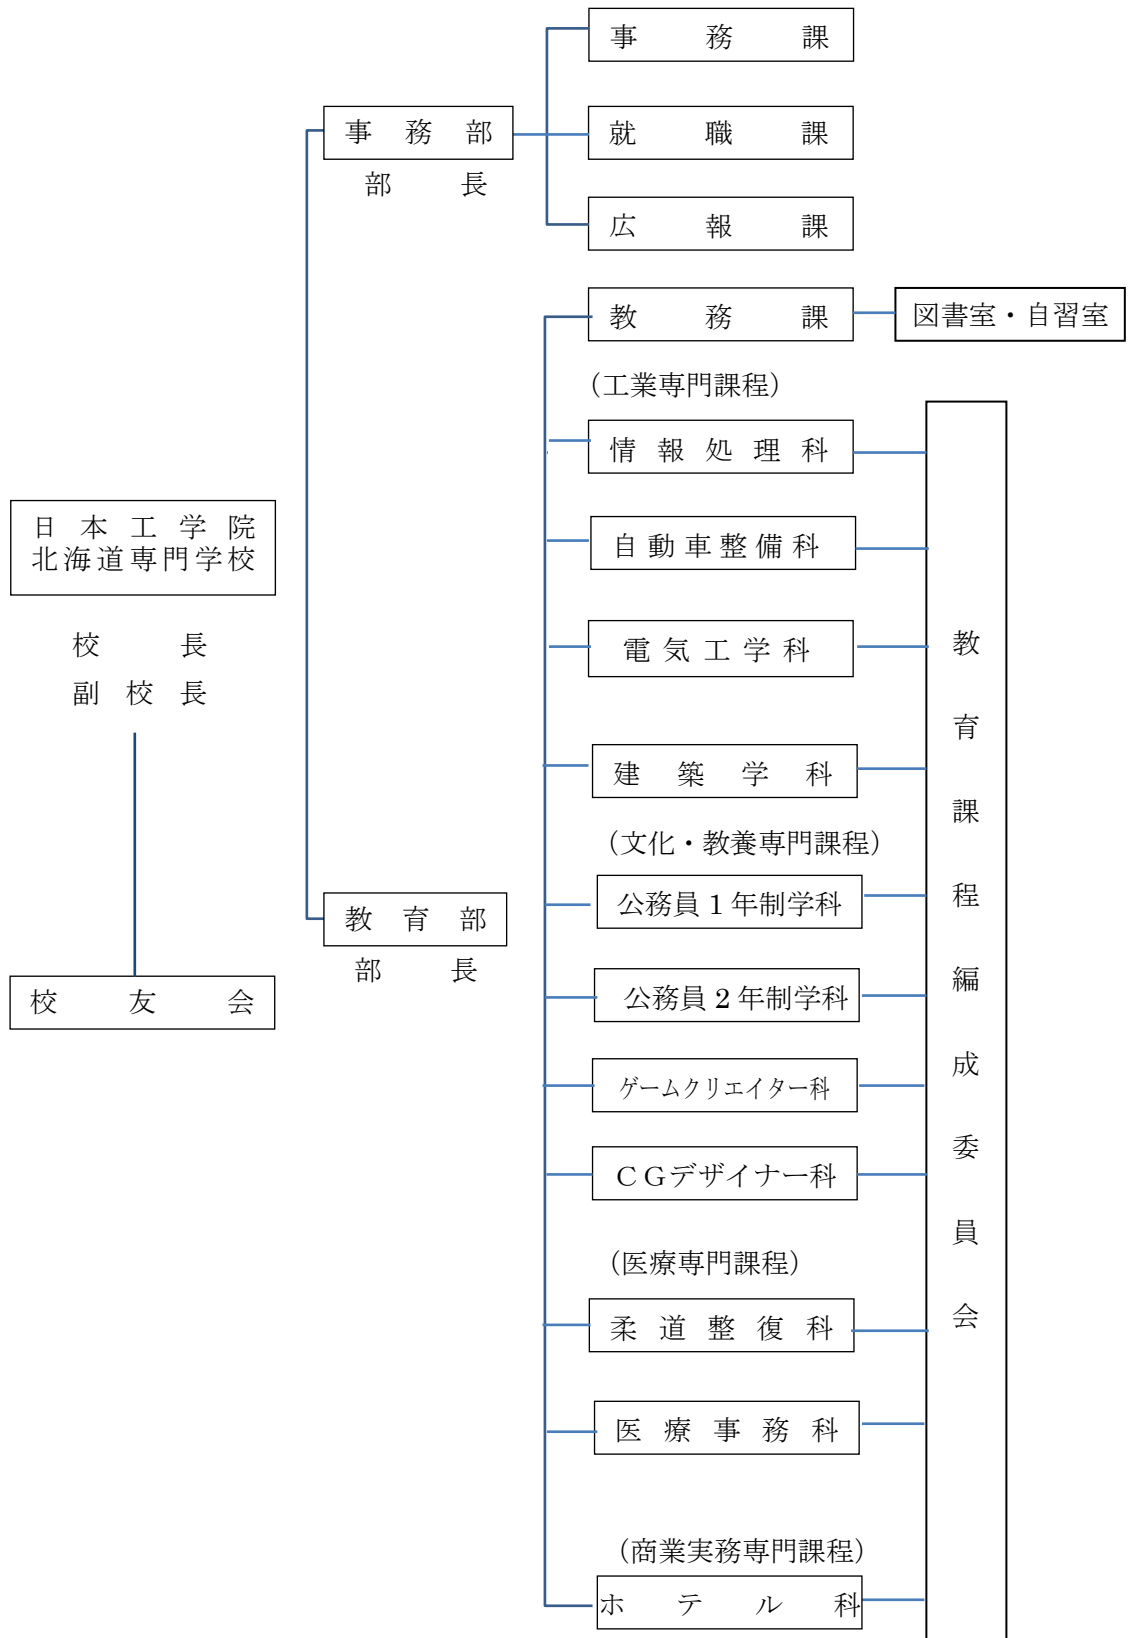 日本工学院
北海道専門学校
校長
副校長
校友会
事務部
部長
事務課
就職課
広報課
教育部
部長
教務課
図書室・自習室
（工業専門課程）
情報処理科
自動車整備科
電気工学科
建築学科
（文化・教養専門課程）
公務員1年制学科
公務員2年制学科
ゲームクリエイター科
ＣＧデザイナー科
（医療専門課程）
柔道整復科
医療事務科
（商業実務専門課程）
ホテル科
教育課程編成委員会